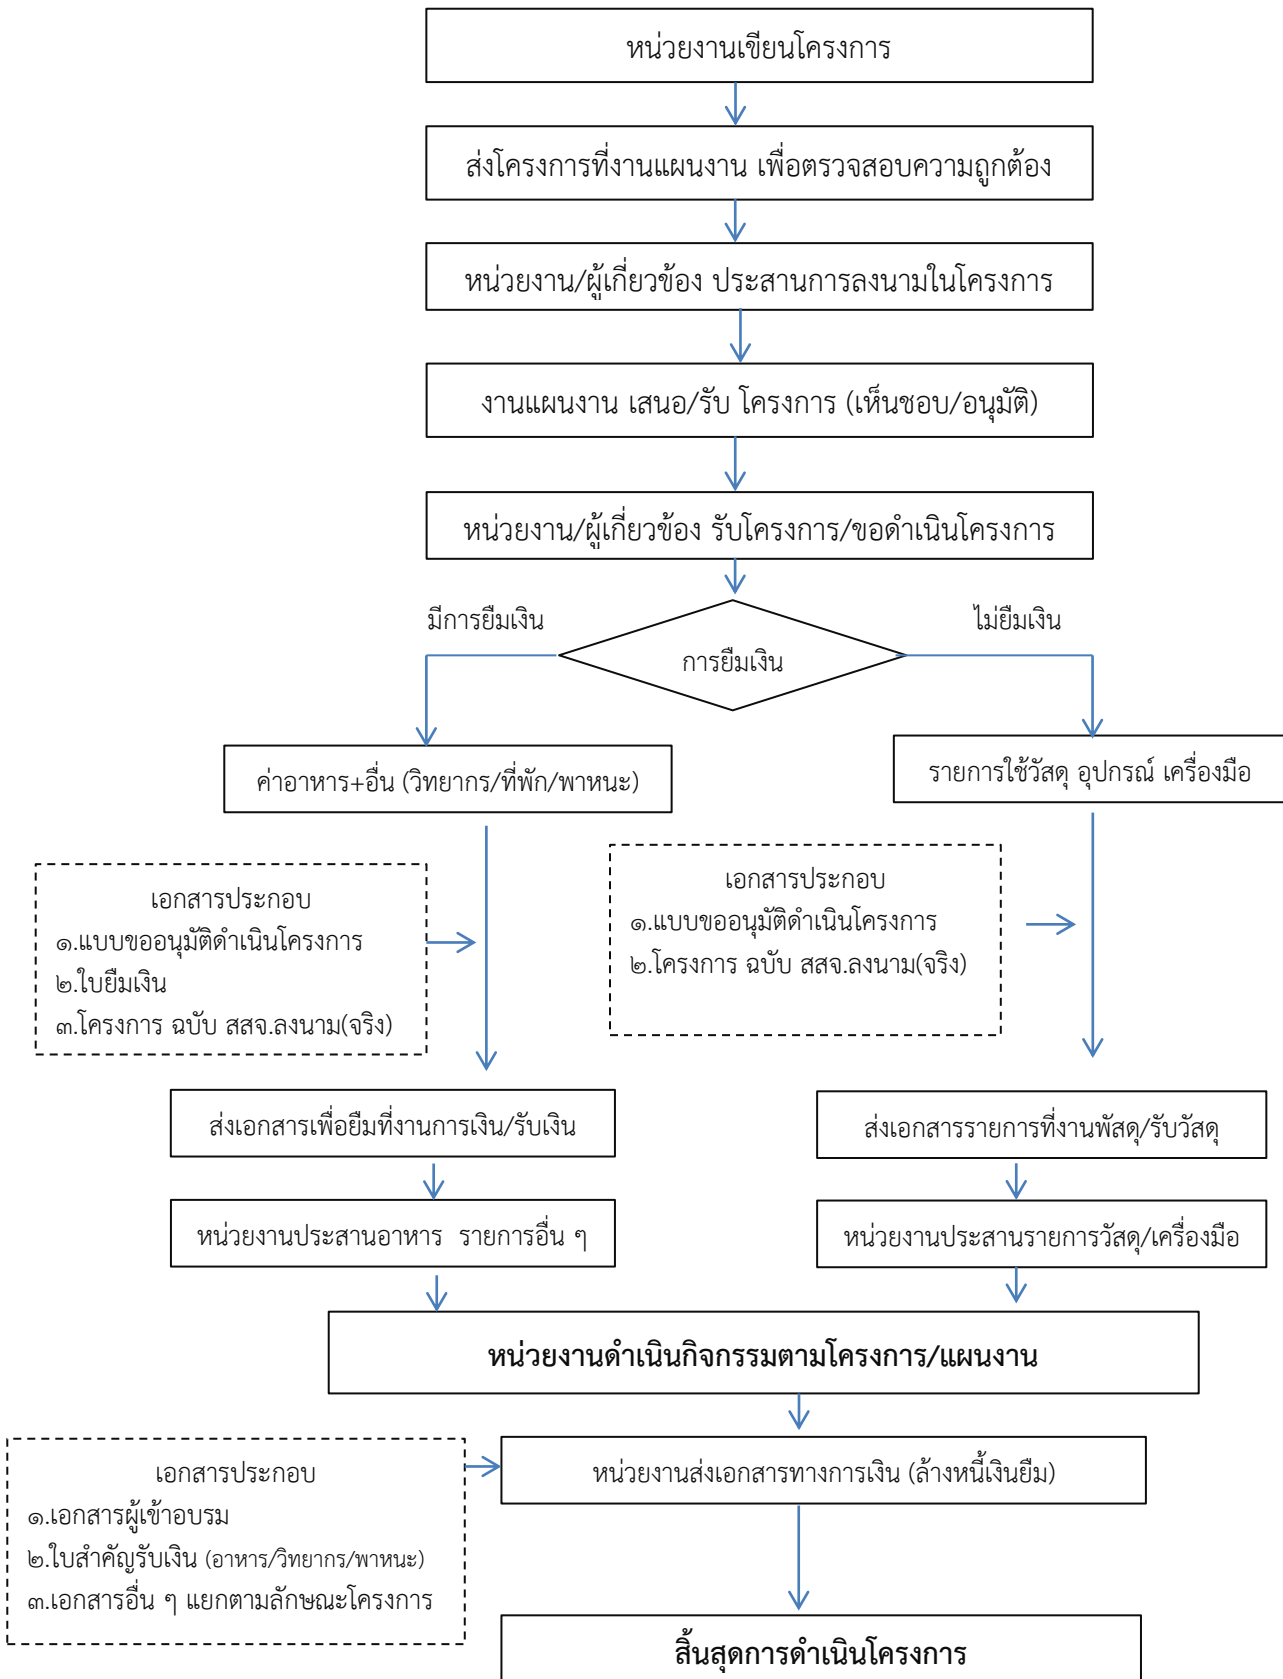 หน่วยงานเขียนโครงการ
ส่งโครงการที่งานแผนงาน เพื่อตรวจสอบความถูกต้อง
หน่วยงาน/ผู้เกี่ยวข้อง ประสานการลงนามในโครงการ
งานแผนงาน เสนอ/รับ โครงการ (เห็นชอบ/อนุมัติ)
หน่วยงาน/ผู้เกี่ยวข้อง รับโครงการ/ขอดำเนินโครงการ
มีการยืมเงิน
ไม่ยืมเงิน
การยืมเงิน
ค่าอาหาร+อื่น (วิทยากร/ที่พัก/พาหนะ)
รายการใช้วัสดุ อุปกรณ์ เครื่องมือ
เอกสารประกอบ
๑.แบบขออนุมัติดำเนินโครงการ
๒.ใบยืมเงิน
๓.โครงการ ฉบับ สสจ.ลงนาม(จริง)
เอกสารประกอบ
๑.แบบขออนุมัติดำเนินโครงการ
๒.โครงการ ฉบับ สสจ.ลงนาม(จริง)
ส่งเอกสารเพื่อยืมที่งานการเงิน/รับเงิน
ส่งเอกสารรายการที่งานพัสดุ/รับวัสดุ
หน่วยงานประสานอาหาร รายการอื่น ๆ
หน่วยงานประสานรายการวัสดุ/เครื่องมือ
หน่วยงานดำเนินกิจกรรมตามโครงการ/แผนงาน
หน่วยงานส่งเอกสารทางการเงิน (ล้างหนี้เงินยืม)
เอกสารประกอบ
๑.เอกสารผู้เข้าอบรม
๒.ใบสำคัญรับเงิน (อาหาร/วิทยากร/พาหนะ)
๓.เอกสารอื่น ๆ แยกตามลักษณะโครงการ
สิ้นสุดการดำเนินโครงการ